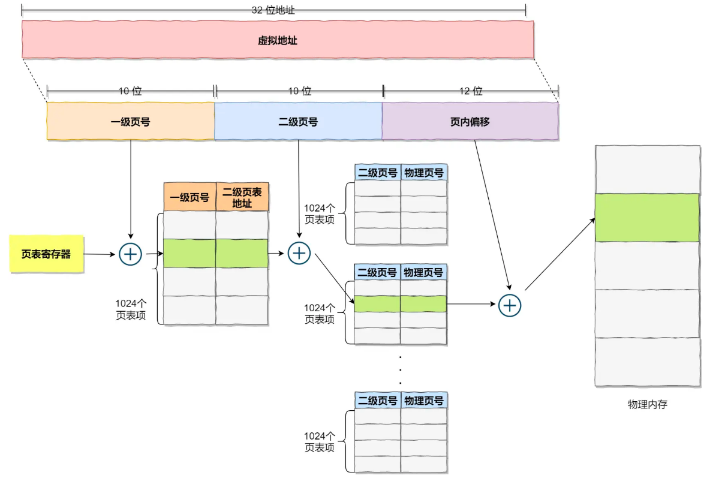 32 位地址
虚拟地址
10 位
10 位
12 位
一级页号
二级页号
页内偏移
页表寄存器
一级页号
二级页表
地址
1024个
页表项
二级页号
物理页号
1024个
页表项
二级页号
物理页号
1024个
页表项
二级页号
物理页号
1024个
页表项
物理内存